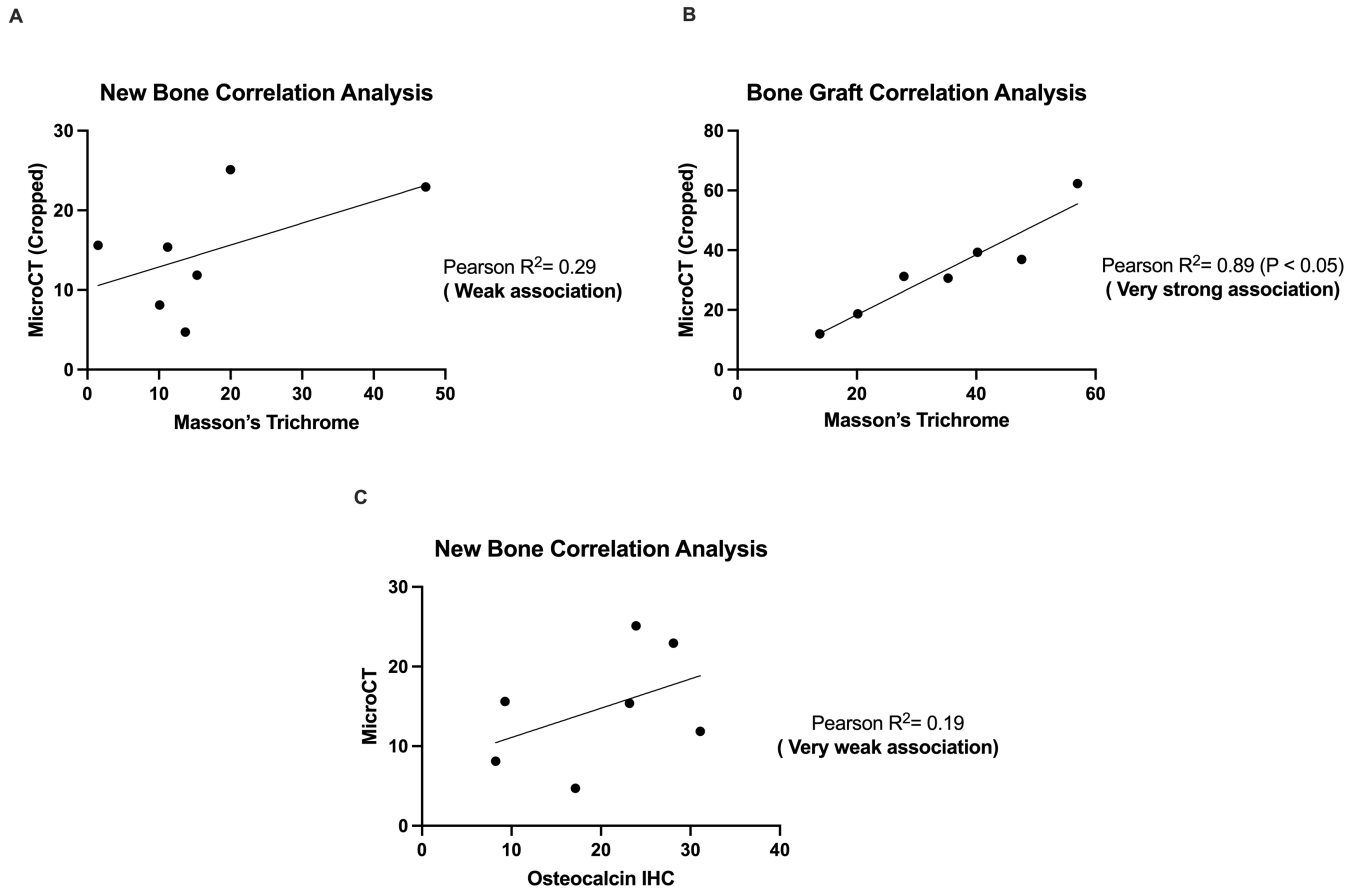 A
New Bone Correlation Analysis
30
20
10
0
MicroCT (Cropped)
0 10 20 30 40 50
Masson’s Trichrome
Pearson R²= 0.29
( Weak association)
B
Bone Graft Correlation Analysis
80
60
40
20
0
MicroCT (Cropped)
0 20 40 60
Masson’s Trichrome
Pearson R²= 0.89 (P < 0.05)
( Very strong association)
C
New Bone Correlation Analysis
30
20
10
0
MicroCT
0 10 20 30 40
Osteocalcin IHC
Pearson R²= 0.19
( Very weak association)